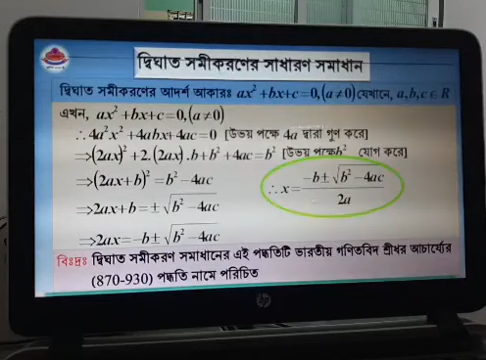 দ্বিঘাত সমীকরণের সাধারণ সমাধান
দ্বিঘাত সমীকরণের আদর্শ আকারঃ ax² + bx + c = 0, (a ≠ 0) যেখানে, a, b, c ∈ R
এখন, ax² + bx + c = 0, (a ≠ 0)
∴ 4a²x² + 4abx + 4ac = 0 [উভয় পক্ষে 4a দ্বারা গুণ করে]
⇒ (2ax)² + 2.(2ax).b + b² + 4ac = b² [উভয় পক্ষে b² যোগ করে]
⇒ (2ax + b)² = b² − 4ac
⇒ 2ax + b = ±√(b² − 4ac)
⇒ 2ax = −b ± √(b² − 4ac)
∴ x = (−b ± √(b² − 4ac)) / 2a
বিঃদ্রঃ দ্বিঘাত সমীকরণ সমাধানের এই পদ্ধতিটি ভারতীয় গণিতবিদ শ্রীধর আচার্য্যের
(870-930) পদ্ধতি নামে পরিচিত
hp